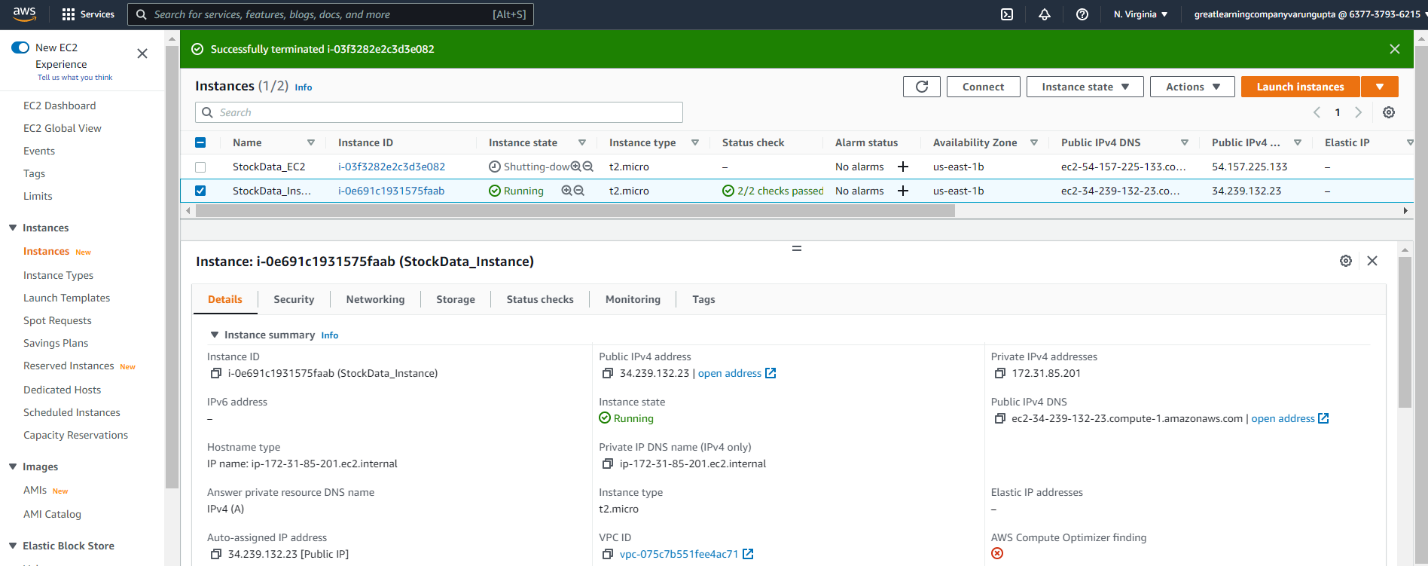 aws Services Search for services, features, blogs, docs, and more [Alt+S] N. Virginia greatlearningcompanyvarungupta @ 6377-3793-6215
New EC2
Experience
Tell us what you think
EC2 Dashboard
EC2 Global View
Events
Tags
Limits
Instances
Instances New
Instance Types
Launch Templates
Spot Requests
Savings Plans
Reserved Instances New
Dedicated Hosts
Scheduled Instances
Capacity Reservations
Images
AMIs New
AMI Catalog
Elastic Block Store
Successfully terminated i-03f3282e2c3d3e082
Instances (1/2) Info Connect Instance state Actions Launch instances
Search 1
Name Instance ID Instance state Instance type Status check Alarm status Availability Zone Public IPv4 DNS Public IPv4 ... Elastic IP
StockData_EC2 i-03f3282e2c3d3e082 Shutting-dow t2.micro – No alarms + us-east-1b ec2-54-157-225-133.co... 54.157.225.133 –
StockData_Ins... i-0e691c1931575faab Running t2.micro 2/2 checks passed No alarms + us-east-1b ec2-34-239-132-23.co... 34.239.132.23 –
Instance: i-0e691c1931575faab (StockData_Instance)
Details Security Networking Storage Status checks Monitoring Tags
Instance summary Info
Instance ID Public IPv4 address Private IPv4 addresses
i-0e691c1931575faab (StockData_Instance) 34.239.132.23 | open address 172.31.85.201
IPv6 address Instance state Public IPv4 DNS
– Running ec2-34-239-132-23.compute-1.amazonaws.com | open address
Hostname type Private IP DNS name (IPv4 only)
IP name: ip-172-31-85-201.ec2.internal ip-172-31-85-201.ec2.internal
Answer private resource DNS name Instance type Elastic IP addresses
IPv4 (A) t2.micro –
Auto-assigned IP address VPC ID AWS Compute Optimizer finding
34.239.132.23 [Public IP] vpc-075c7b551fee4ac71